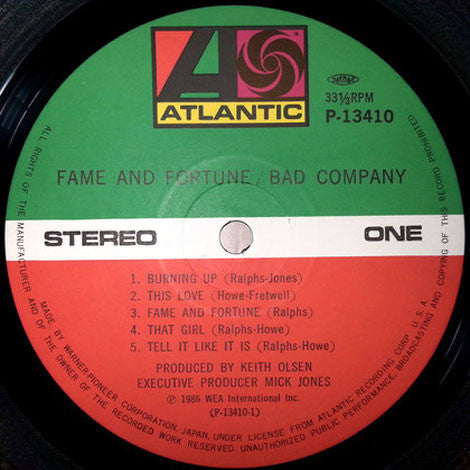 ATLANTIC
33⅓RPM
P-13410
FAME AND FORTUNE / BAD COMPANY
STEREO
ONE
1. BURNING UP (Ralphs-Jones)
2. THIS LOVE (Howe-Fretwell)
3. FAME AND FORTUNE (Ralphs)
4. THAT GIRL (Ralphs-Howe)
5. TELL IT LIKE IT IS (Ralphs-Howe)
PRODUCED BY KEITH OLSEN
EXECUTIVE PRODUCER MICK JONES
Ⓟ 1986 WEA International Inc.
(P-13410-1)
MADE BY WARNER-PIONEER CORPORATION, JAPAN, UNDER LICENSE FROM ATLANTIC RECORDING CORP. U.S.A.
ALL RIGHTS OF THE MANUFACTURER AND OF THE OWNER OF THE RECORDED WORK RESERVED. UNAUTHORIZED PUBLIC PERFORMANCE, BROADCASTING AND COPYING OF THIS RECORD PROHIBITED.